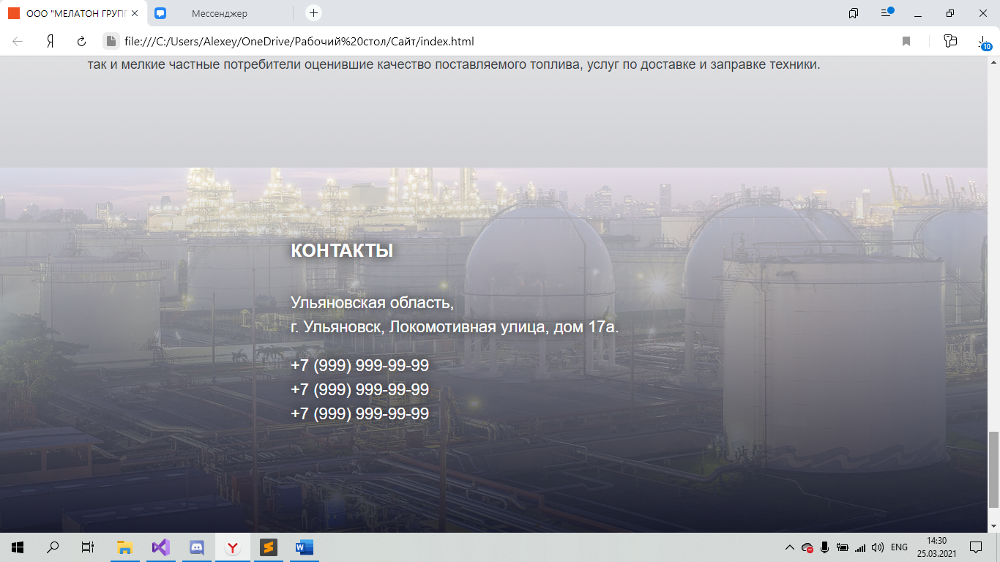 ООО "МЕЛАТОН ГРУПП
Мессенджер
file:///C:/Users/Alexey/OneDrive/Рабочий%20стол/Сайт/index.html
10
так и мелкие частные потребители оценившие качество поставляемого топлива, услуг по доставке и заправке техники.
КОНТАКТЫ
Ульяновская область,
г. Ульяновск, Локомотивная улица, дом 17а.
+7 (999) 999-99-99
+7 (999) 999-99-99
+7 (999) 999-99-99
ENG
14:30
25.03.2021